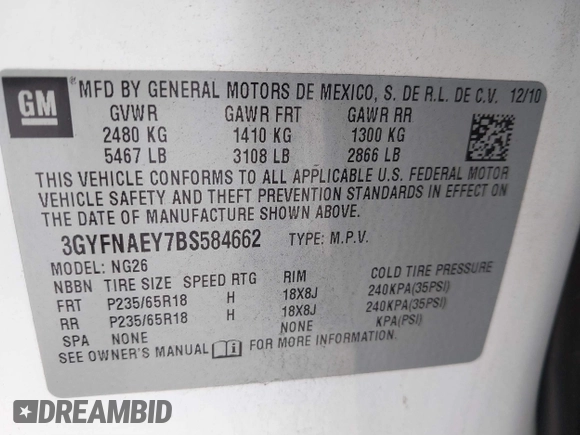 GM
MFD BY GENERAL MOTORS DE MEXICO, S. DE R.L. DE C.V. 12/10
GVWR GAWR FRT GAWR RR
2480 KG 1410 KG 1300 KG
5467 LB 3108 LB 2866 LB
THIS VEHICLE CONFORMS TO ALL APPLICABLE U.S. FEDERAL MOTOR
VEHICLE SAFETY AND THEFT PREVENTION STANDARDS IN EFFECT ON
THE DATE OF MANUFACTURE SHOWN ABOVE.
3GYFNAEY7BS584662 TYPE: M.P.V.
MODEL: NG26
NBBN TIRE SIZE SPEED RTG RIM COLD TIRE PRESSURE
FRT P235/65R18 H 18X8J 240KPA(35PSI)
RR P235/65R18 H 18X8J 240KPA(35PSI)
SPA NONE NONE KPA(PSI)
SEE OWNER'S MANUAL FOR MORE INFORMATION.
DREAMBID